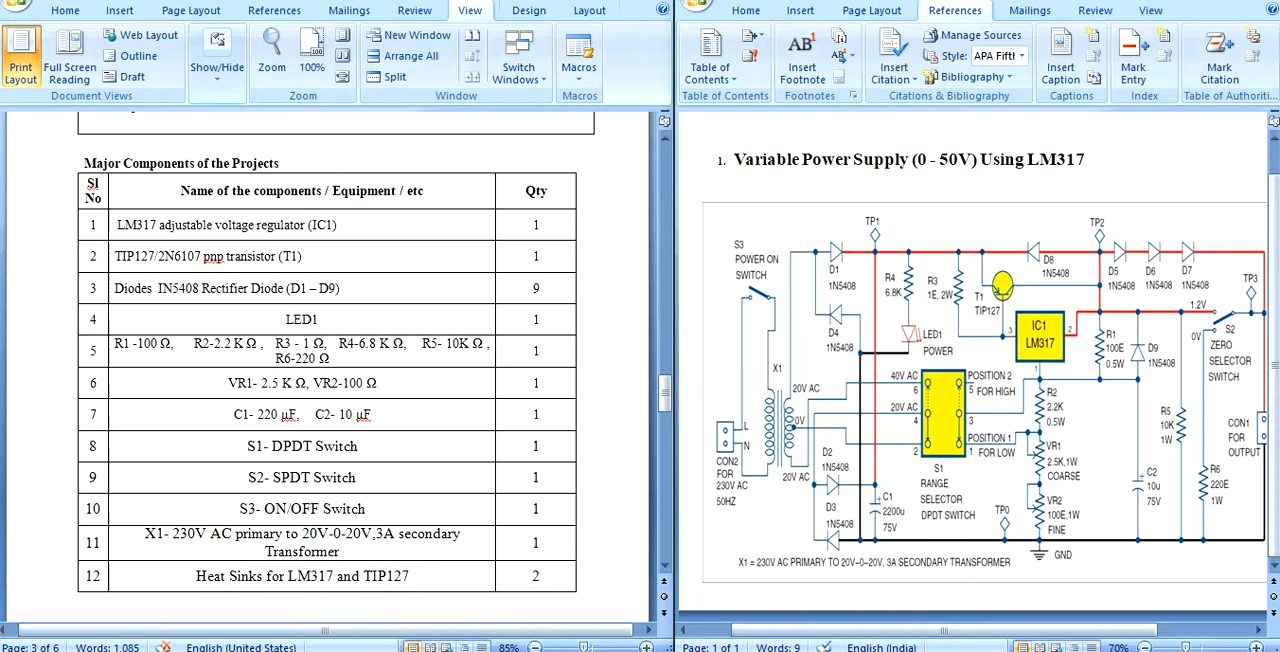 Home Insert Page Layout References Mailings Review View Design Layout
Print Layout
Full Screen Reading
Web Layout
Outline
Draft
Document Views
Show/Hide
Zoom
100%
Zoom
New Window
Arrange All
Split
Switch Windows
Window
Macros
Macros
Major Components of the Projects
Sl No Name of the components / Equipment / etc Qty
1 LM317 adjustable voltage regulator (IC1) 1
2 TIP127/2N6107 pnp transistor (T1) 1
3 Diodes IN5408 Rectifier Diode (D1 – D9) 9
4 LED1 1
5 R1 -100 Ω, R2-2.2 K Ω , R3 - 1 Ω, R4-6.8 K Ω, R5- 10K Ω , 1
R6-220 Ω
6 VR1- 2.5 K Ω, VR2-100 Ω 1
7 C1- 220 µF, C2- 10 µF 1
8 S1- DPDT Switch 1
9 S2- SPDT Switch 1
10 S3- ON/OFF Switch 1
11 X1- 230V AC primary to 20V-0-20V,3A secondary 1
Transformer
12 Heat Sinks for LM317 and TIP127 2
Page: 3 of 6 Words: 1,085 English (United States) 85%
Home Insert Page Layout References Mailings Review View
Table of Contents
Table of Contents
AB1
Insert Footnote
AB
Footnotes
Insert Citation
Manage Sources
Style: APA Fifth
Bibliography
Citations & Bibliography
Insert Caption
Captions
Mark Entry
Index
Mark Citation
Table of Authoriti...
1. Variable Power Supply (0 - 50V) Using LM317
TP1
TP2
S3
POWER ON
SWITCH
D1
1N5408
R4
6.8K
R3
1E, 2W
D8
1N5408
D5
1N5408
D6
1N5408
D7
1N5408
TP3
T1
TIP127
1.2V
D4
1N5408
LED1
POWER
3
IC1
LM317
2
1
R1
100E
0.5W
D9
1N5408
0V
S2
ZERO
SELECTOR
SWITCH
X1
20V AC
0V
20V AC
40V AC
6
20V AC
4
2
POSITION 2
5 FOR HIGH
3
POSITION 1
1 FOR LOW
R2
2.2K
0.5W
R5
10K
1W
CON1
FOR
OUTPUT
L
N
CON2
FOR
230V AC
50HZ
D2
1N5408
D3
1N5408
C1
2200u
75V
S1
RANGE
SELECTOR
DPDT SWITCH
VR1
2.5K,1W
COARSE
TP0
VR2
100E,1W
FINE
C2
10u
75V
R6
220E
1W
GND
X1 = 230V AC PRIMARY TO 20V–0–20V, 3A SECONDARY TRANSFORMER
Page: 1 of 1 Words: 9 English (India) 70%